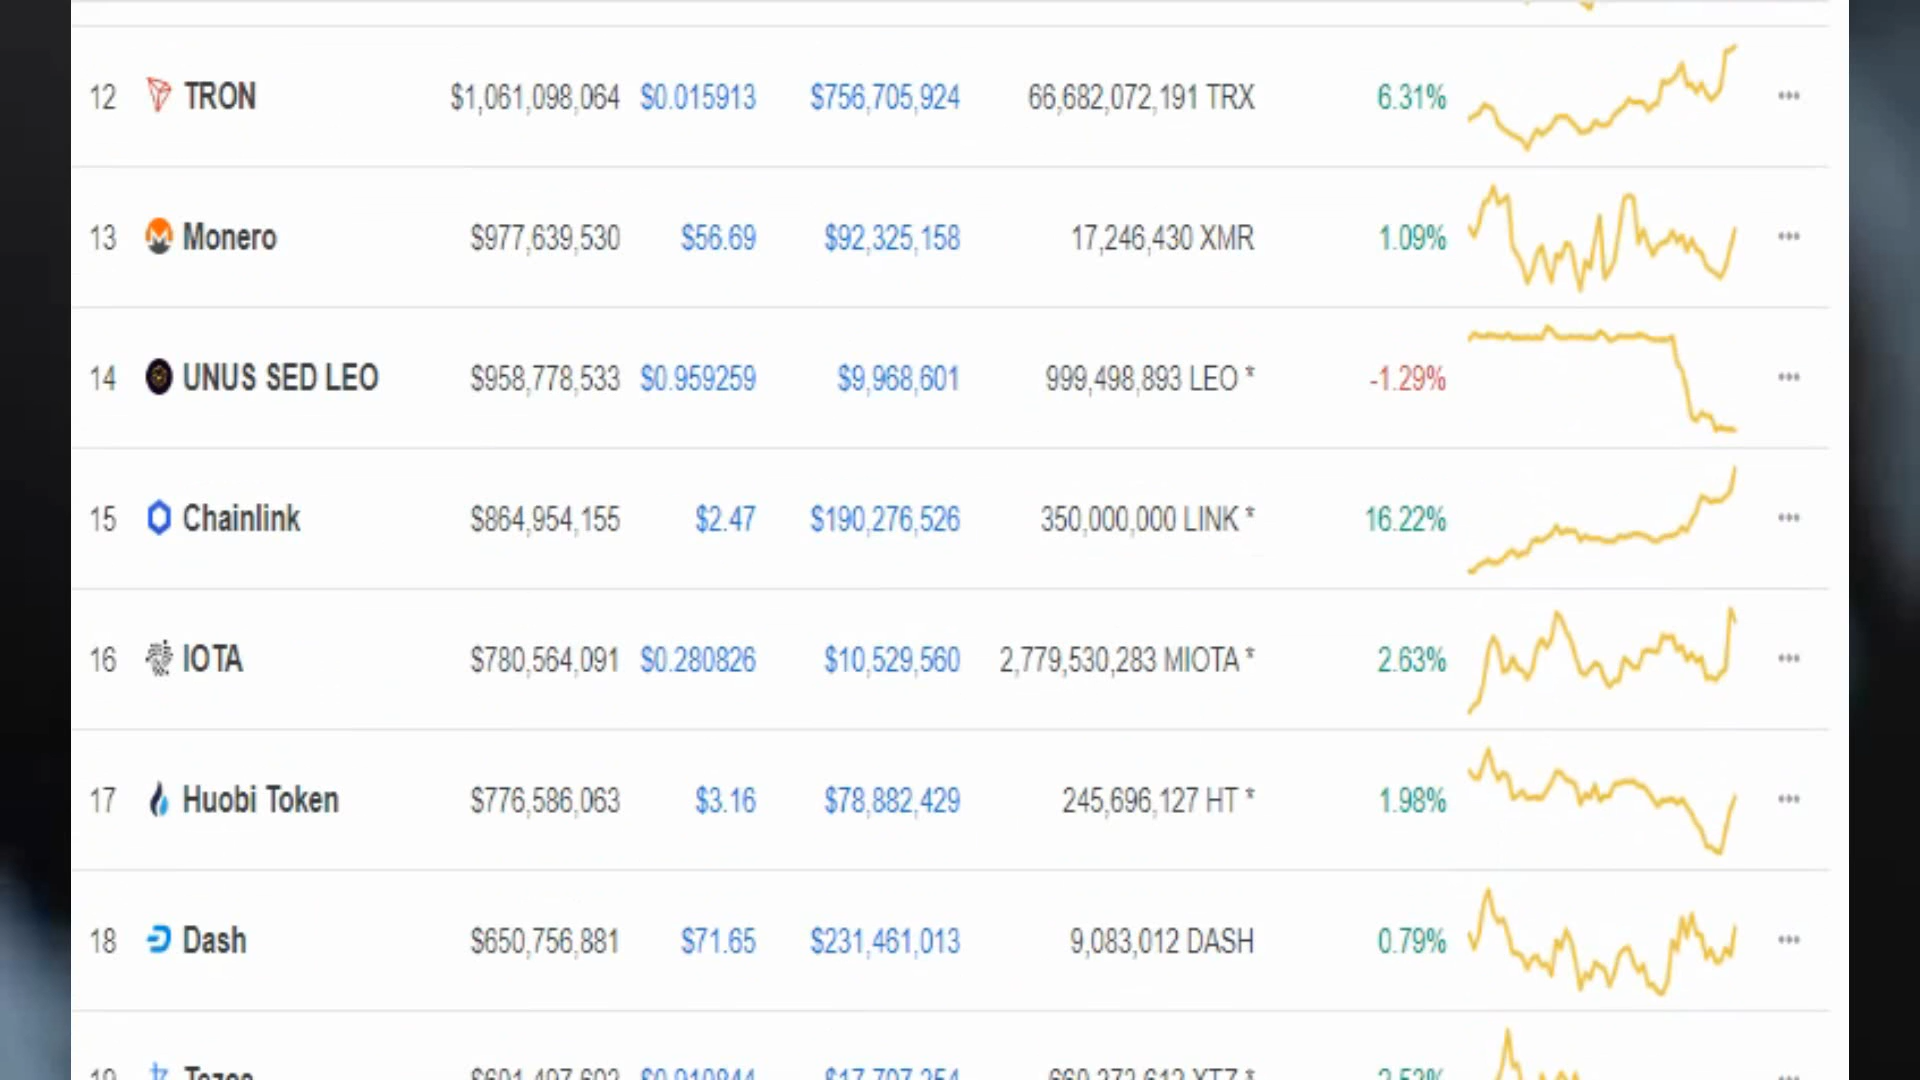 12 TRON $1,061,098,064 $0.015913 $756,705,924 66,682,072,191 TRX 6.31%
13 Monero $977,639,530 $56.69 $92,325,158 17,246,430 XMR 1.09%
14 UNUS SED LEO $958,778,533 $0.959259 $9,968,601 999,498,893 LEO * -1.29%
15 Chainlink $864,954,155 $2.47 $190,276,526 350,000,000 LINK * 16.22%
16 IOTA $780,564,091 $0.280826 $10,529,560 2,779,530,283 MIOTA * 2.63%
17 Huobi Token $776,586,063 $3.16 $78,882,429 245,696,127 HT * 1.98%
18 Dash $650,756,881 $71.65 $231,461,013 9,083,012 DASH 0.79%
19 Tezos